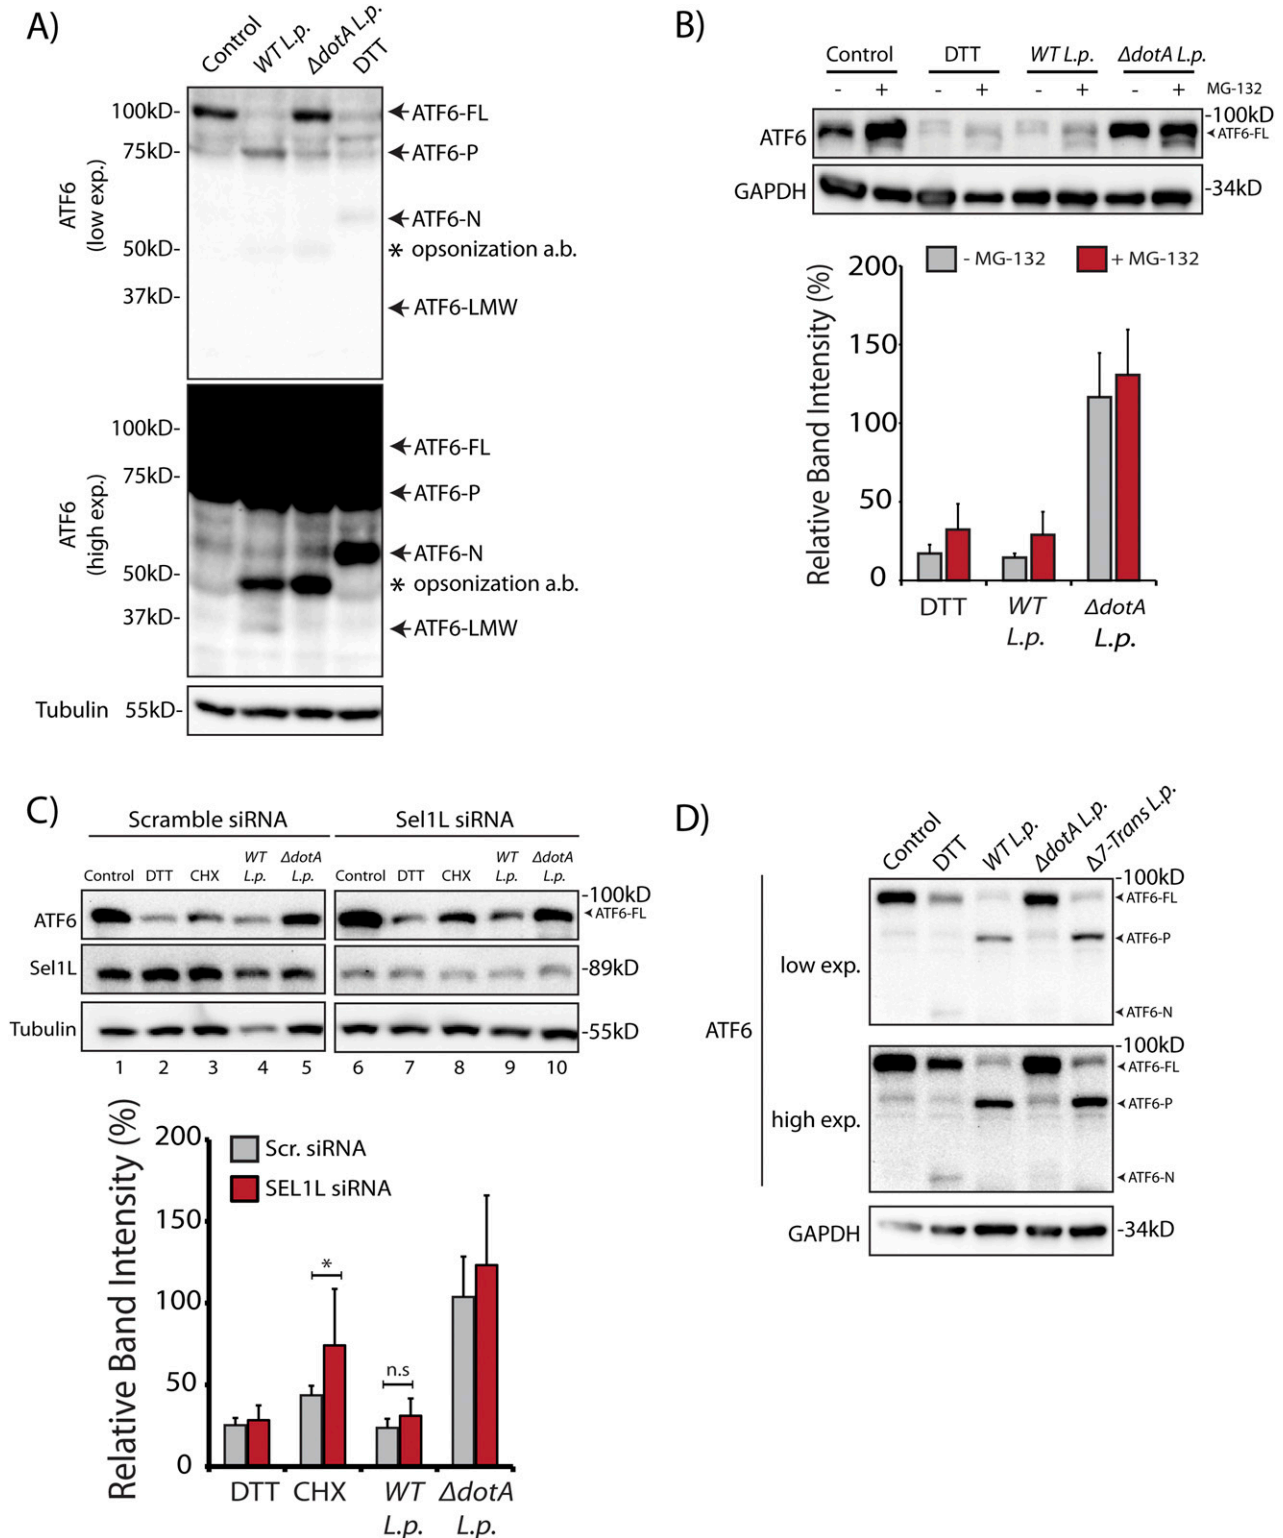 A)
Control
WT L.p.
ΔdotA L.p.
DTT
ATF6
(low exp.)
100kD-
75kD-
50kD-
37kD-
ATF6-FL
ATF6-P
ATF6-N
* opsonization a.b.
ATF6-LMW
ATF6
(high exp.)
100kD-
75kD-
50kD-
37kD-
ATF6-FL
ATF6-P
ATF6-N
* opsonization a.b.
ATF6-LMW
Tubulin 55kD-
B)
Control DTT WT L.p. ΔdotA L.p.
- + - + - + - + MG-132
ATF6
-100kD
ATF6-FL
GAPDH
-34kD
- MG-132 + MG-132
Relative Band Intensity (%)
200
150
100
50
0
DTT WT ΔdotA
L.p. L.p.
C)
Scramble siRNA Sel1L siRNA
WT ΔdotA WT ΔdotA
Control DTT CHX L.p. L.p. Control DTT CHX L.p. L.p.
-100kD
ATF6
ATF6-FL
Sel1L -89kD
Tubulin -55kD
1 2 3 4 5 6 7 8 9 10
Relative Band Intensity (%)
200
150
100
50
0
Scr. siRNA
SEL1L siRNA
*
n.s
DTT CHX WT ΔdotA
L.p. L.p.
D)
Control
DTT
WT L.p.
ΔdotA L.p.
Δ7-Trans L.p.
ATF6
low exp.
-100kD
ATF6-FL
ATF6-P
ATF6-N
high exp.
-100kD
ATF6-FL
ATF6-P
ATF6-N
GAPDH -34kD